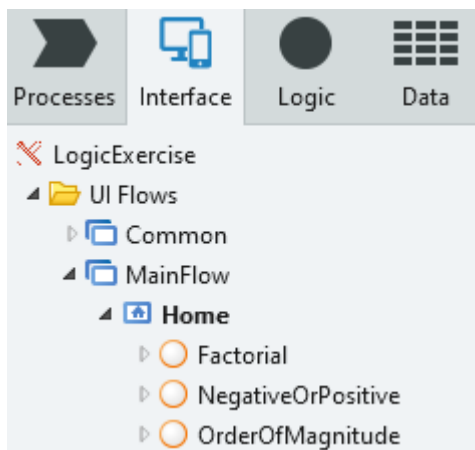 Processes Interface Logic Data
LogicExercise
UI Flows
Common
MainFlow
Home
Factorial
NegativeOrPositive
OrderOfMagnitude